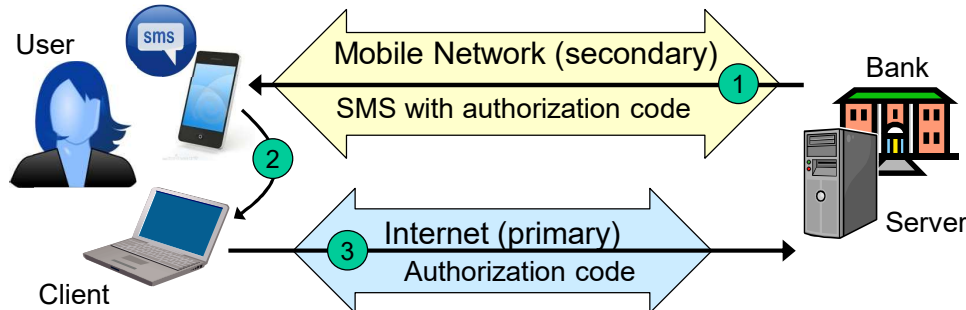 User
sms
Mobile Network (secondary)
1
SMS with authorization code
Bank
2
Server
Internet (primary)
3
Authorization code
Client